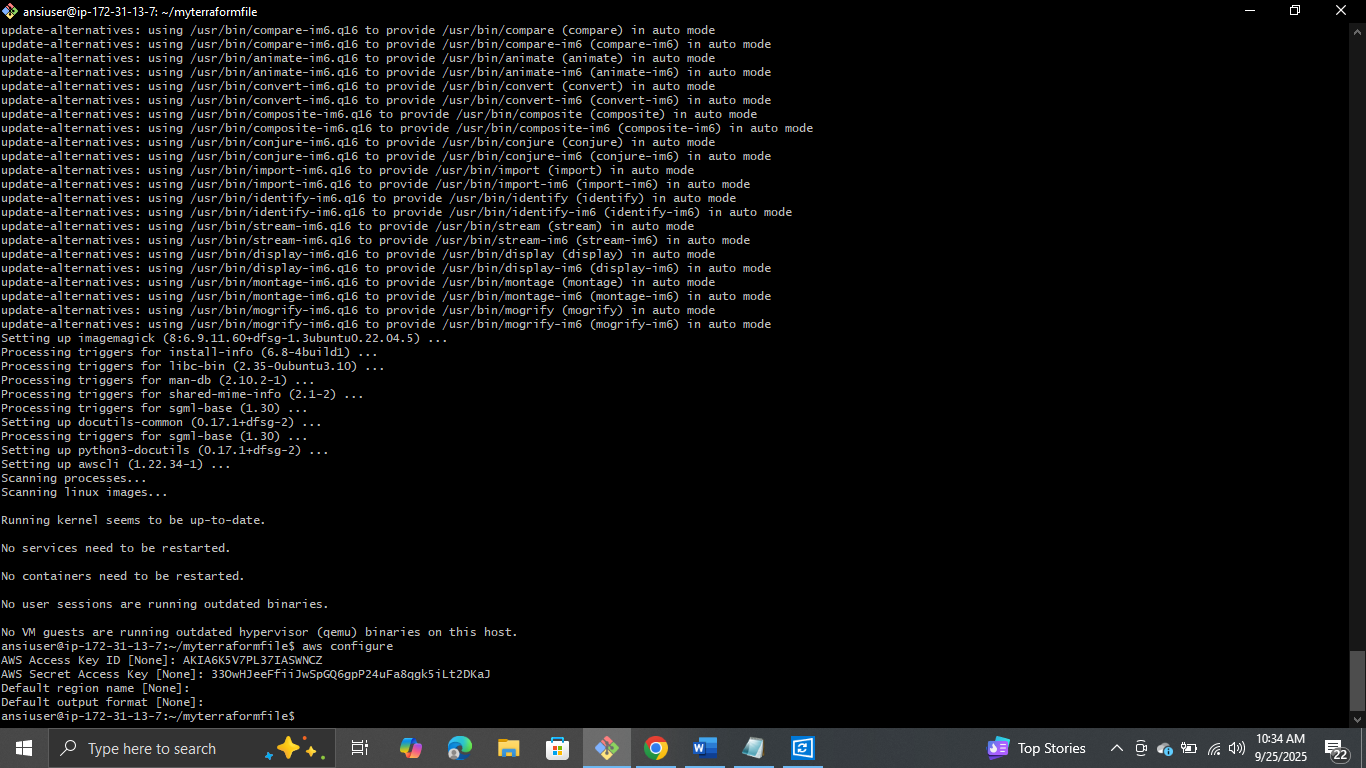 ansiuser@ip-172-31-13-7: ~/myterraformfile
update-alternatives: using /usr/bin/compare-im6.q16 to provide /usr/bin/compare (compare) in auto mode
update-alternatives: using /usr/bin/compare-im6.q16 to provide /usr/bin/compare-im6 (compare-im6) in auto mode
update-alternatives: using /usr/bin/animate-im6.q16 to provide /usr/bin/animate (animate) in auto mode
update-alternatives: using /usr/bin/animate-im6.q16 to provide /usr/bin/animate-im6 (animate-im6) in auto mode
update-alternatives: using /usr/bin/convert-im6.q16 to provide /usr/bin/convert (convert) in auto mode
update-alternatives: using /usr/bin/convert-im6.q16 to provide /usr/bin/convert-im6 (convert-im6) in auto mode
update-alternatives: using /usr/bin/composite-im6.q16 to provide /usr/bin/composite (composite) in auto mode
update-alternatives: using /usr/bin/composite-im6.q16 to provide /usr/bin/composite-im6 (composite-im6) in auto mode
update-alternatives: using /usr/bin/conjure-im6.q16 to provide /usr/bin/conjure (conjure) in auto mode
update-alternatives: using /usr/bin/conjure-im6.q16 to provide /usr/bin/conjure-im6 (conjure-im6) in auto mode
update-alternatives: using /usr/bin/import-im6.q16 to provide /usr/bin/import (import) in auto mode
update-alternatives: using /usr/bin/import-im6.q16 to provide /usr/bin/import-im6 (import-im6) in auto mode
update-alternatives: using /usr/bin/identify-im6.q16 to provide /usr/bin/identify (identify) in auto mode
update-alternatives: using /usr/bin/identify-im6.q16 to provide /usr/bin/identify-im6 (identify-im6) in auto mode
update-alternatives: using /usr/bin/stream-im6.q16 to provide /usr/bin/stream (stream) in auto mode
update-alternatives: using /usr/bin/stream-im6.q16 to provide /usr/bin/stream-im6 (stream-im6) in auto mode
update-alternatives: using /usr/bin/display-im6.q16 to provide /usr/bin/display (display) in auto mode
update-alternatives: using /usr/bin/display-im6.q16 to provide /usr/bin/display-im6 (display-im6) in auto mode
update-alternatives: using /usr/bin/montage-im6.q16 to provide /usr/bin/montage (montage) in auto mode
update-alternatives: using /usr/bin/montage-im6.q16 to provide /usr/bin/montage-im6 (montage-im6) in auto mode
update-alternatives: using /usr/bin/mogrify-im6.q16 to provide /usr/bin/mogrify (mogrify) in auto mode
update-alternatives: using /usr/bin/mogrify-im6.q16 to provide /usr/bin/mogrify-im6 (mogrify-im6) in auto mode
Setting up imagemagick (8:6.9.11.60+dfsg-1.3ubuntu0.22.04.5) ...
Processing triggers for install-info (6.8-4build1) ...
Processing triggers for libc-bin (2.35-0ubuntu3.10) ...
Processing triggers for man-db (2.10.2-1) ...
Processing triggers for shared-mime-info (2.1-2) ...
Processing triggers for sgml-base (1.30) ...
Setting up docutils-common (0.17.1+dfsg-2) ...
Processing triggers for sgml-base (1.30) ...
Setting up python3-docutils (0.17.1+dfsg-2) ...
Setting up awscli (1.22.34-1) ...
Scanning processes...
Scanning linux images...
Running kernel seems to be up-to-date.
No services need to be restarted.
No containers need to be restarted.
No user sessions are running outdated binaries.
No VM guests are running outdated hypervisor (qemu) binaries on this host.
ansiuser@ip-172-31-13-7:~/myterraformfile$ aws configure
AWS Access Key ID [None]: AKIA6K5V7PL37IASWNCZ
AWS Secret Access Key [None]: 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
Default region name [None]:
Default output format [None]:
ansiuser@ip-172-31-13-7:~/myterraformfile$
Type here to search
Top Stories
10:34 AM
9/25/2025
22